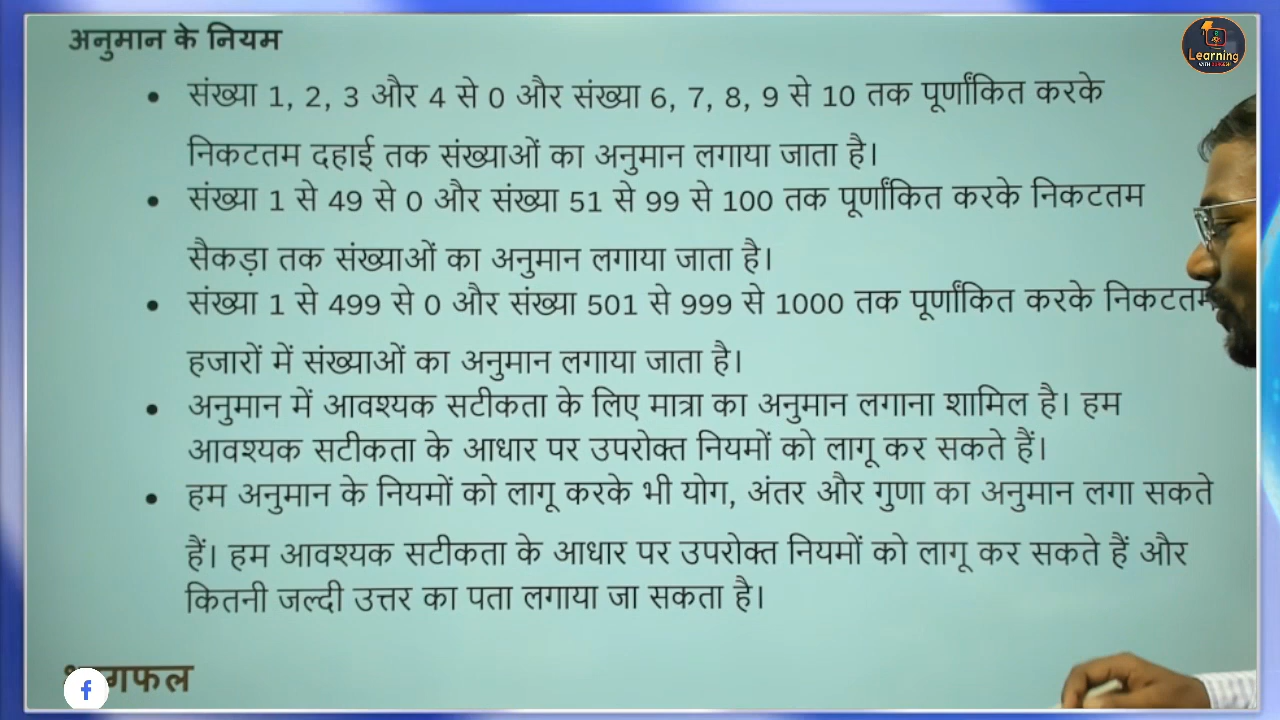 अनुमान के नियम
Learning
• संख्या 1, 2, 3 और 4 से 0 और संख्या 6, 7, 8, 9 से 10 तक पूर्णांकित करके
निकटतम दहाई तक संख्याओं का अनुमान लगाया जाता है।
• संख्या 1 से 49 से 0 और संख्या 51 से 99 से 100 तक पूर्णांकित करके निकटतम
सैकड़ा तक संख्याओं का अनुमान लगाया जाता है।
• संख्या 1 से 499 से 0 और संख्या 501 से 999 से 1000 तक पूर्णांकित करके निकटतम
हजारों में संख्याओं का अनुमान लगाया जाता है।
• अनुमान में आवश्यक सटीकता के लिए मात्रा का अनुमान लगाना शामिल है। हम
आवश्यक सटीकता के आधार पर उपरोक्त नियमों को लागू कर सकते हैं।
• हम अनुमान के नियमों को लागू करके भी योग, अंतर और गुणा का अनुमान लगा सकते
हैं। हम आवश्यक सटीकता के आधार पर उपरोक्त नियमों को लागू कर सकते हैं और
कितनी जल्दी उत्तर का पता लगाया जा सकता है।